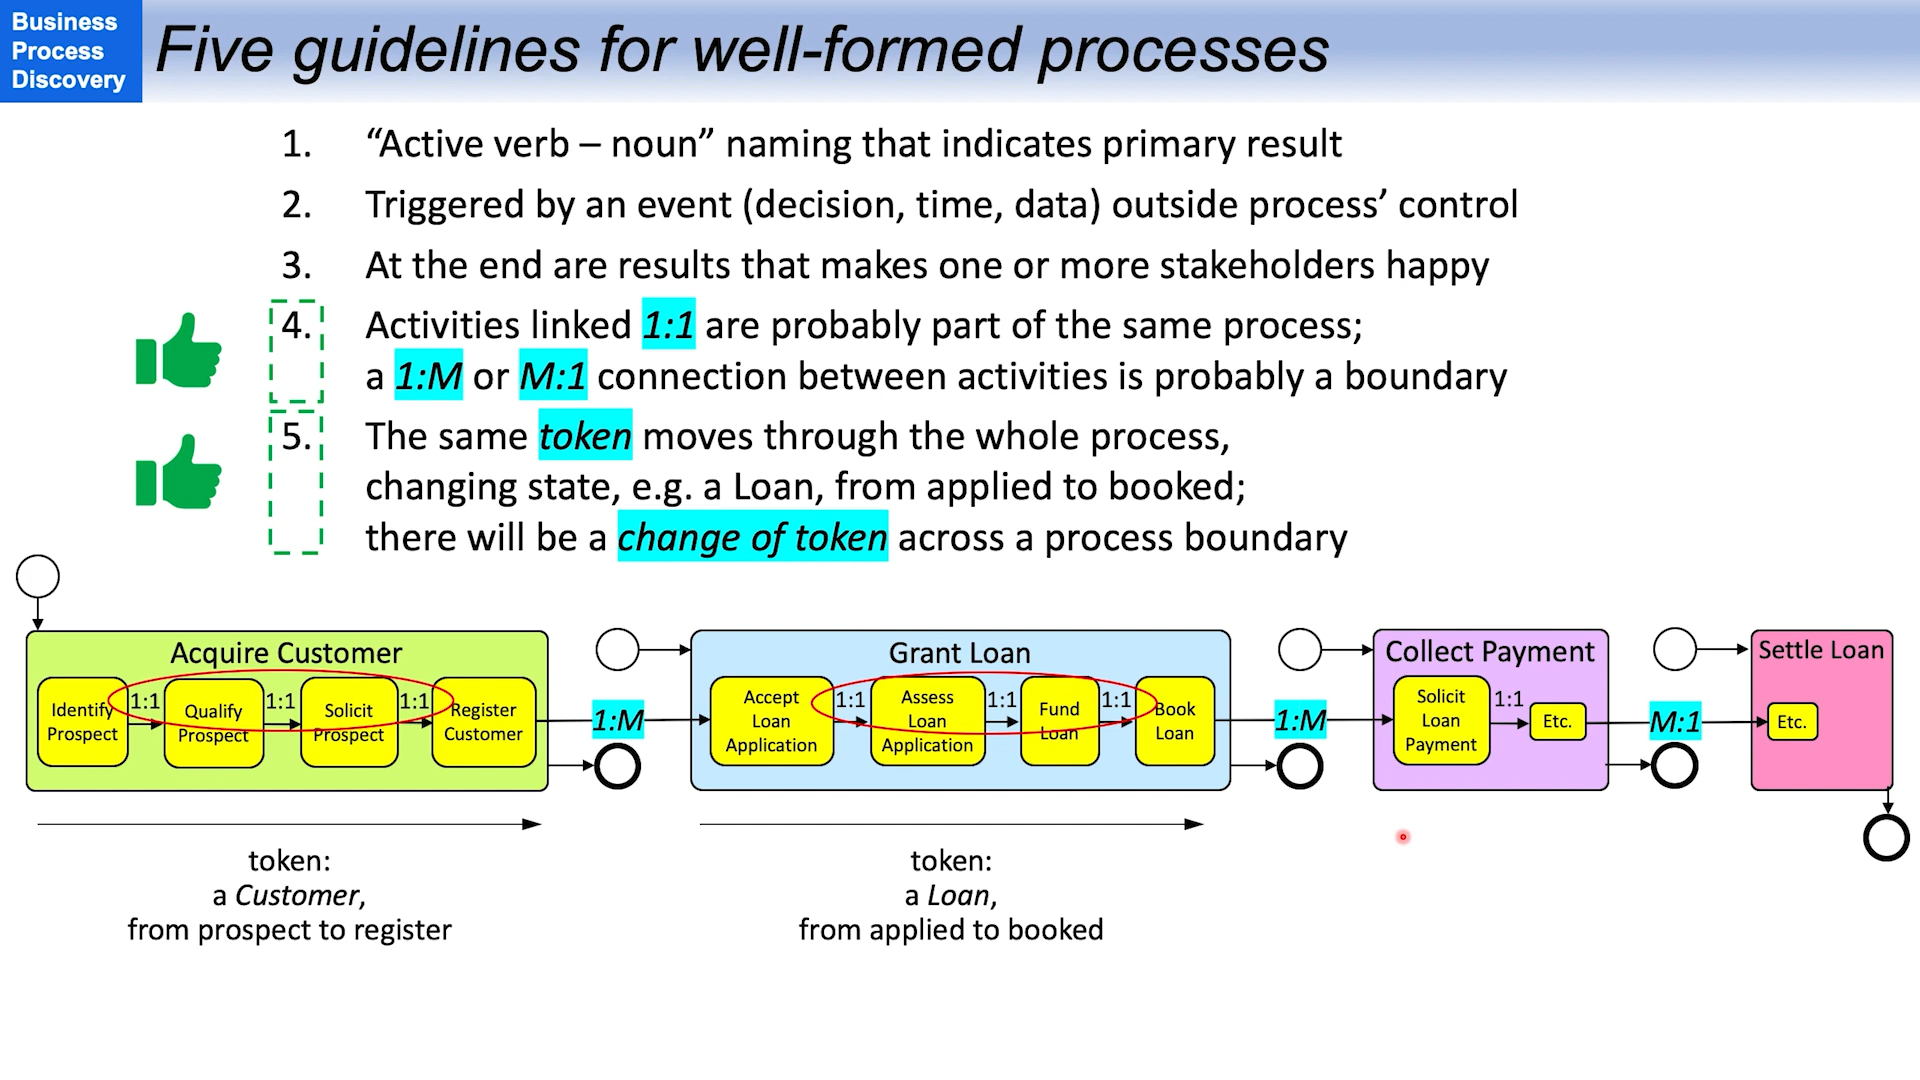 Business
Process
Discovery
Five guidelines for well-formed processes
1. “Active verb – noun” naming that indicates primary result
2. Triggered by an event (decision, time, data) outside process’ control
3. At the end are results that makes one or more stakeholders happy
4. Activities linked 1:1 are probably part of the same process;
a 1:M or M:1 connection between activities is probably a boundary
5. The same token moves through the whole process,
changing state, e.g. a Loan, from applied to booked;
there will be a change of token across a process boundary
Acquire Customer
Identify
Prospect
1:1
Qualify
Prospect
1:1
Solicit
Prospect
1:1
Register
Customer
1:M
Grant Loan
Accept
Loan
Application
1:1
Assess
Loan
Application
1:1
Fund
Loan
1:1
Book
Loan
1:M
Collect Payment
Solicit
Loan
Payment
1:1
Etc.
M:1
Settle Loan
Etc.
token:
a Customer,
from prospect to register
token:
a Loan,
from applied to booked